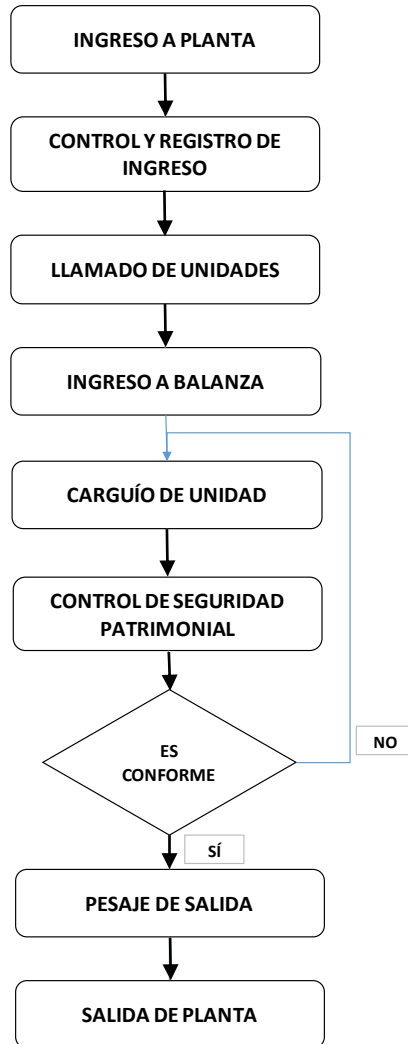 INGRESO A PLANTA
CONTROL Y REGISTRO DE
INGRESO
LLAMADO DE UNIDADES
INGRESO A BALANZA
CARGUÍO DE UNIDAD
CONTROL DE SEGURIDAD
PATRIMONIAL
ES
CONFORME
NO
SÍ
PESAJE DE SALIDA
SALIDA DE PLANTA